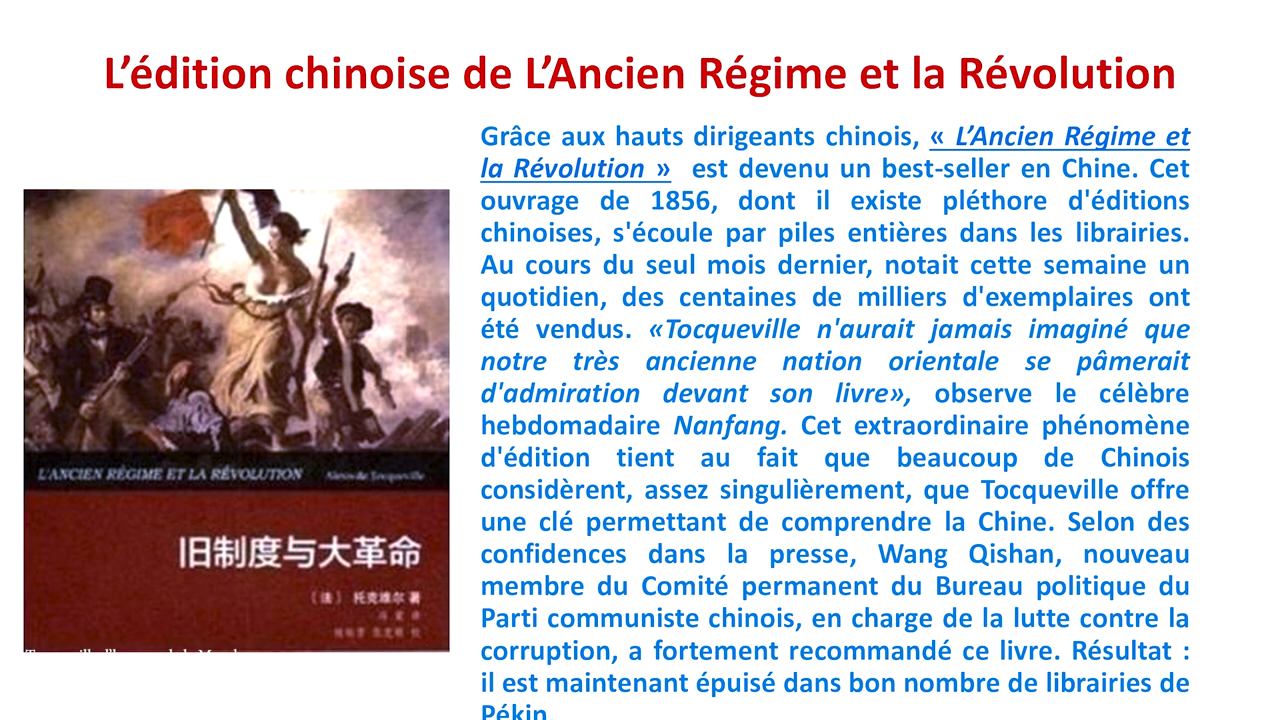 L’édition chinoise de L’Ancien Régime et la Révolution
Grâce aux hauts dirigeants chinois, « L’Ancien Régime et
la Révolution » est devenu un best-seller en Chine. Cet
ouvrage de 1856, dont il existe pléthore d'éditions
chinoises, s'écoule par piles entières dans les librairies.
Au cours du seul mois dernier, notait cette semaine un
quotidien, des centaines de milliers d'exemplaires ont
été vendus. «Tocqueville n'aurait jamais imaginé que
notre très ancienne nation orientale se pâmerait
d'admiration devant son livre», observe le célèbre
hebdomadaire Nanfang. Cet extraordinaire phénomène
d'édition tient au fait que beaucoup de Chinois
considèrent, assez singulièrement, que Tocqueville offre
une clé permettant de comprendre la Chine. Selon des
confidences dans la presse, Wang Qishan, nouveau
membre du Comité permanent du Bureau politique du
Parti communiste chinois, en charge de la lutte contre la
corruption, a fortement recommandé ce livre. Résultat :
il est maintenant épuisé dans bon nombre de librairies de
Pékin
L'ANCIEN RÉGIME ET LA RÉVOLUTION Alexis de Tocqueville
旧制度与大革命
〔法〕 托克维尔 著